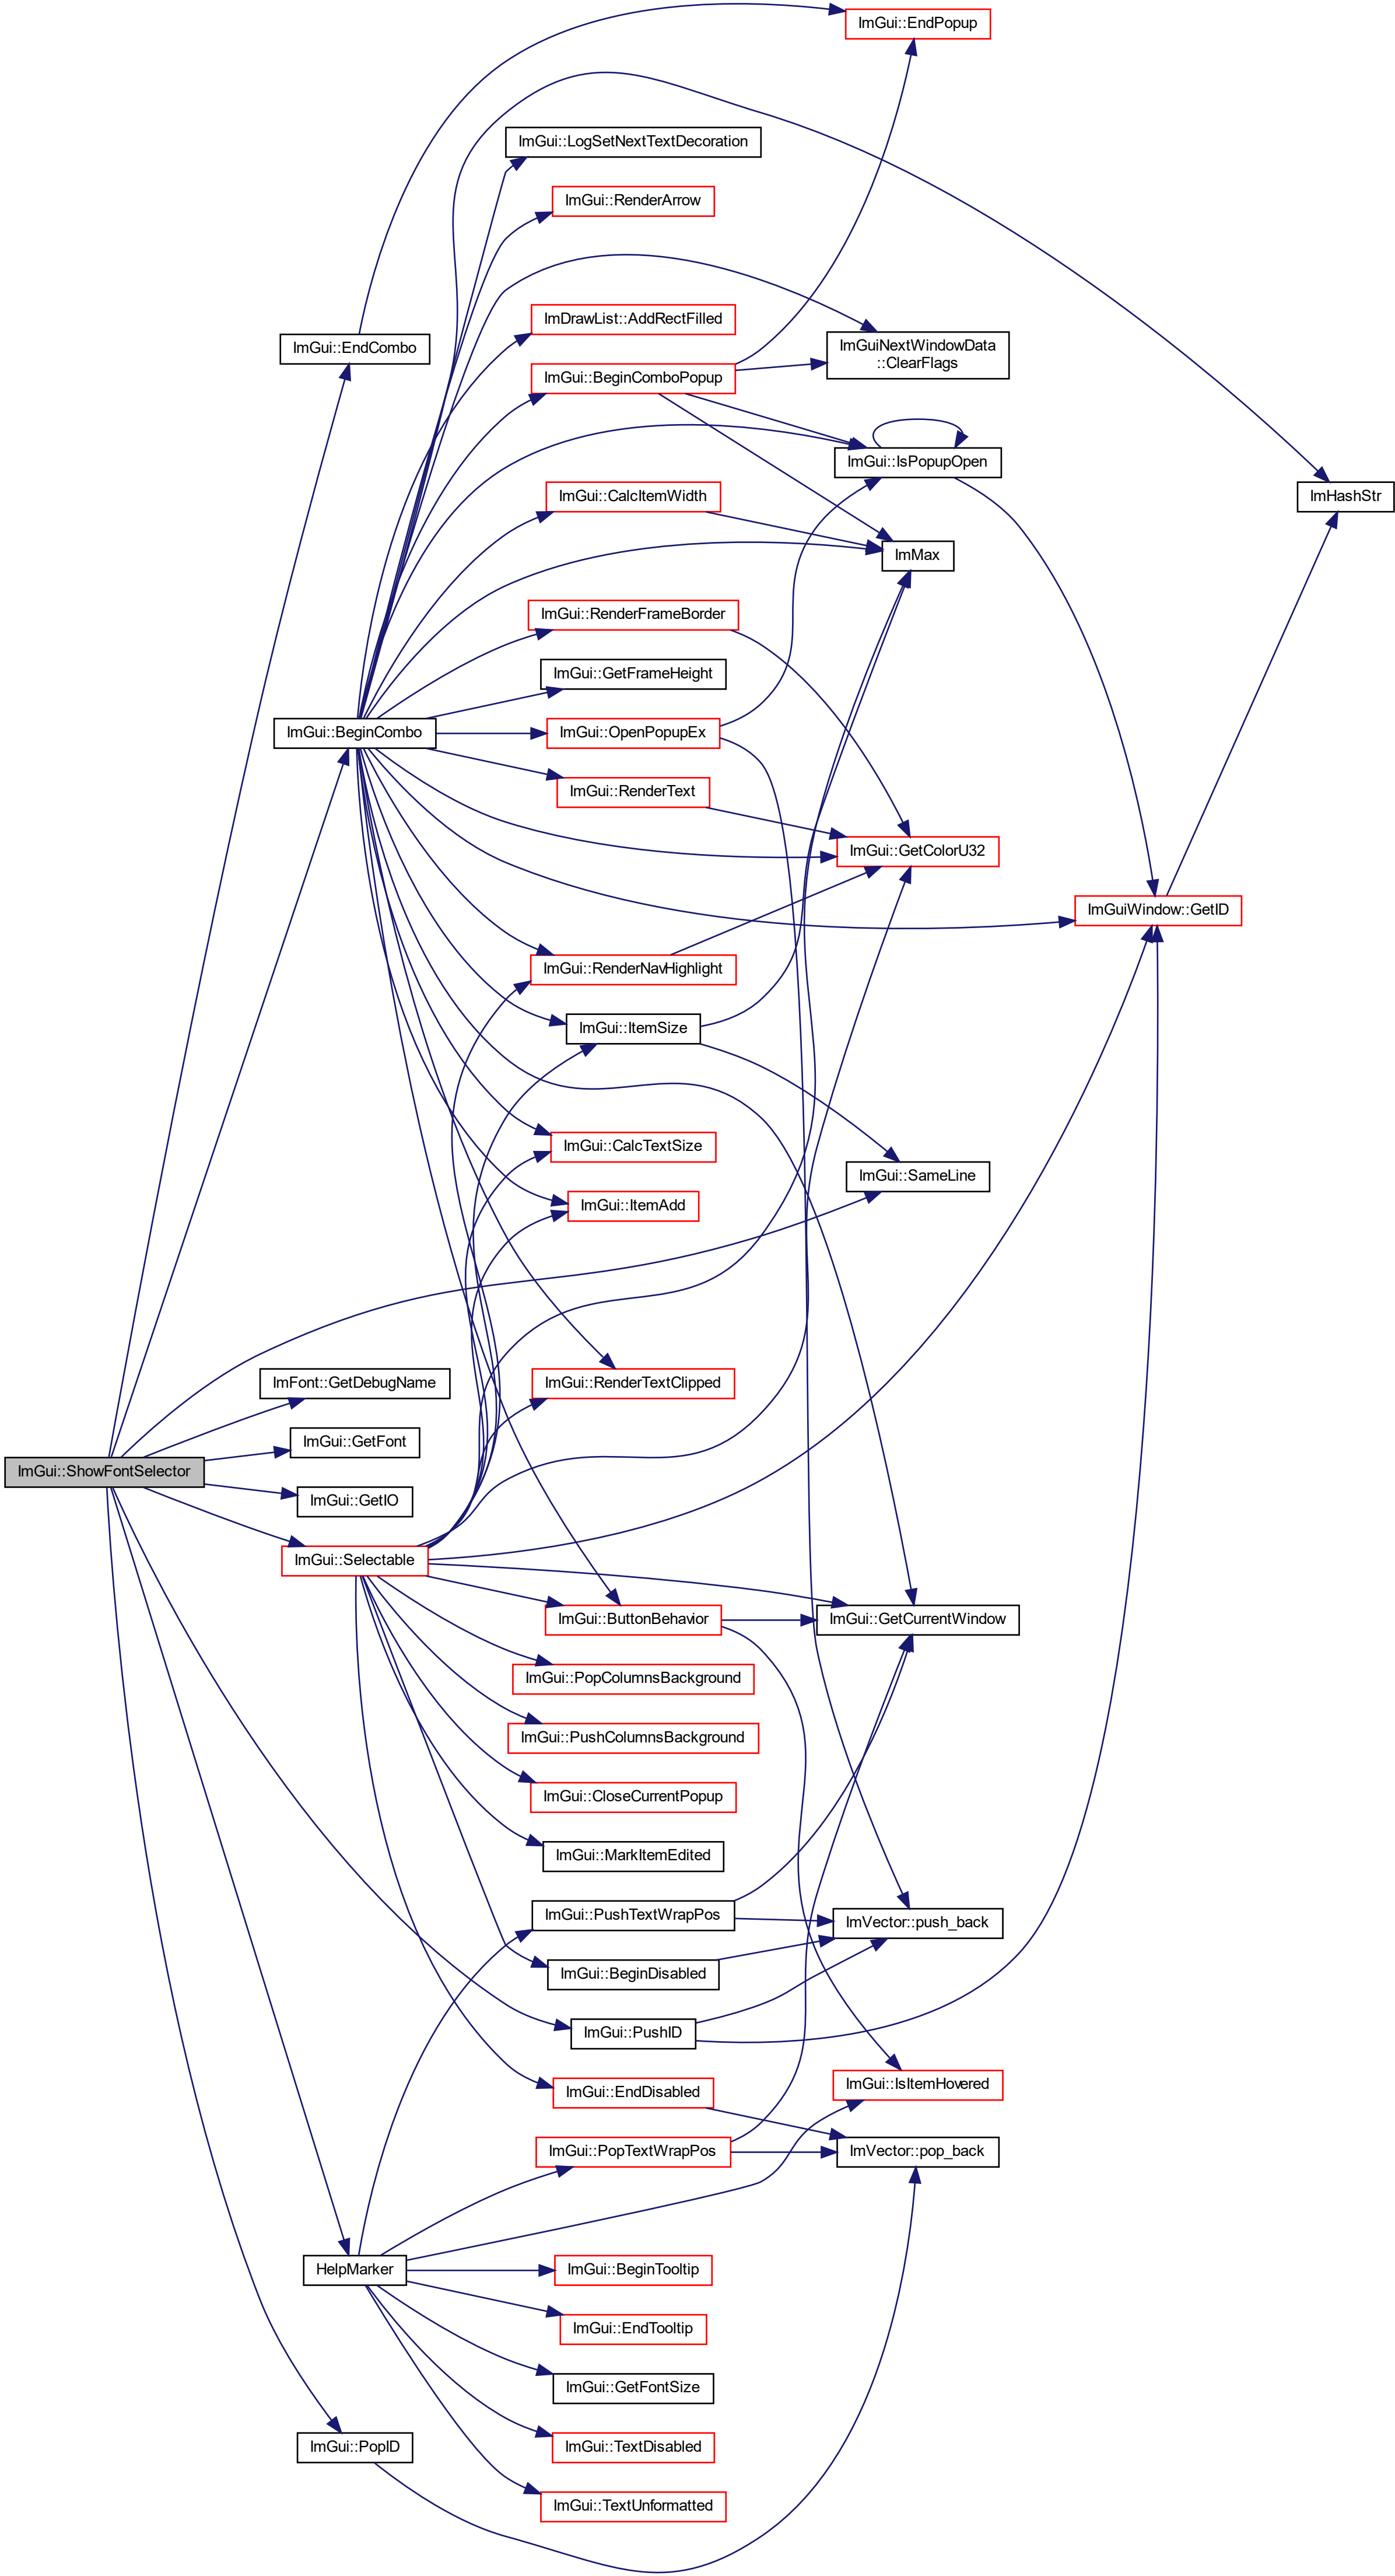 ImGui::EndPopup
ImGui::LogSetNextTextDecoration
ImGui::RenderArrow
ImDrawList::AddRectFilled
ImGui::EndCombo
ImGuiNextWindowData
::ClearFlags
ImGui::BeginComboPopup
ImGui::IsPopupOpen
ImGui::CalcItemWidth
ImHashStr
ImMax
ImGui::RenderFrameBorder
ImGui::GetFrameHeight
ImGui::BeginCombo
ImGui::OpenPopupEx
ImGui::RenderText
ImGui::GetColorU32
ImGuiWindow::GetID
ImGui::RenderNavHighlight
ImGui::ItemSize
ImGui::CalcTextSize
ImGui::SameLine
ImGui::ItemAdd
ImGui::RenderTextClipped
ImFont::GetDebugName
ImGui::GetFont
ImGui::ShowFontSelector
ImGui::GetIO
ImGui::Selectable
ImGui::ButtonBehavior
ImGui::GetCurrentWindow
ImGui::PopColumnsBackground
ImGui::PushColumnsBackground
ImGui::CloseCurrentPopup
ImGui::MarkItemEdited
ImGui::PushTextWrapPos
ImVector::push_back
ImGui::BeginDisabled
ImGui::PushID
ImGui::EndDisabled
ImGui::IsItemHovered
ImGui::PopTextWrapPos
ImVector::pop_back
HelpMarker
ImGui::BeginTooltip
ImGui::EndTooltip
ImGui::GetFontSize
ImGui::PopID
ImGui::TextDisabled
ImGui::TextUnformatted